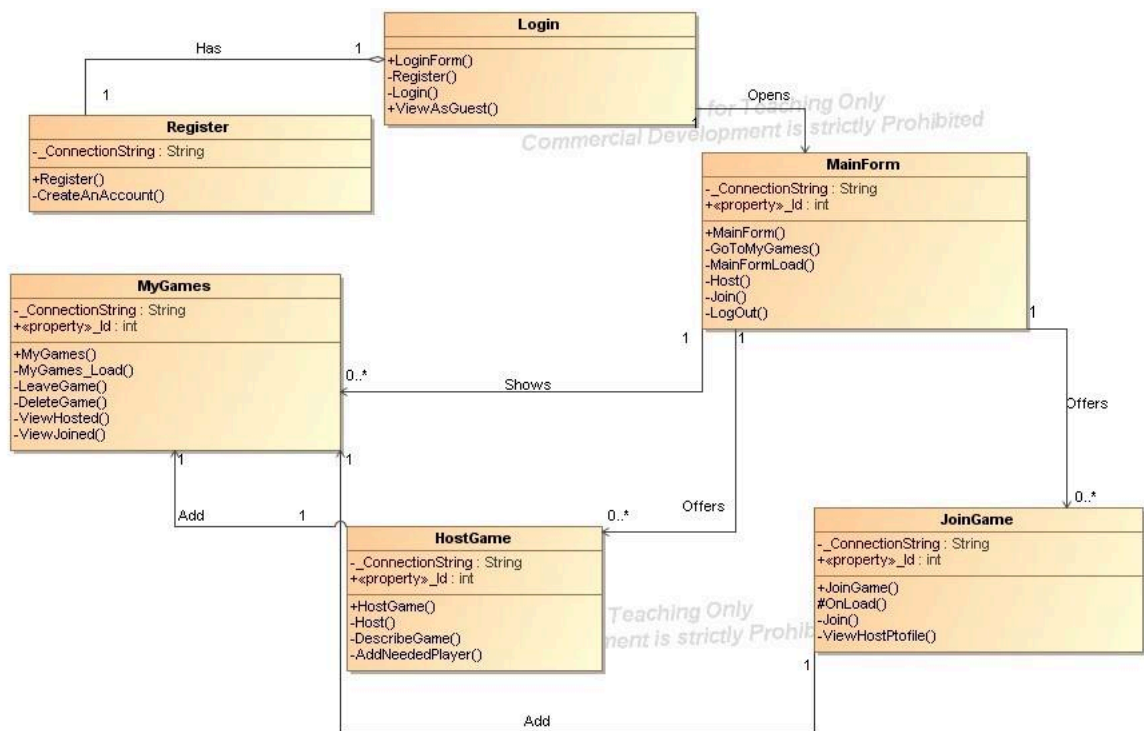 Login
+LoginForm()
-Register()
-Login()
+ViewAsGuest()
Has
1
1
Register
-_ConnectionString : String
+Register()
-CreateAnAccount()
Opens
1
for Teaching Only
Commercial Development is strictly Prohibited
MainForm
-_ConnectionString : String
+«property»_Id : int
+MainForm()
-GoToMyGames()
-MainFormLoad()
-Host()
-Join()
-LogOut()
MyGames
-_ConnectionString : String
+«property»_Id : int
+MyGames()
-MyGames_Load()
-LeaveGame()
-DeleteGame()
-ViewHosted()
-ViewJoined()
1
1
1
0..*
Shows
Offers
1
1
Add
1
0..*
Offers
0..*
HostGame
-_ConnectionString : String
+«property»_Id : int
+HostGame()
-Host()
-DescribeGame()
-AddNeededPlayer()
JoinGame
-_ConnectionString : String
+«property»_Id : int
+JoinGame()
#OnLoad()
-Join()
-ViewHostPtofile()
Teaching Only
ment is strictly Prohib
1
Add